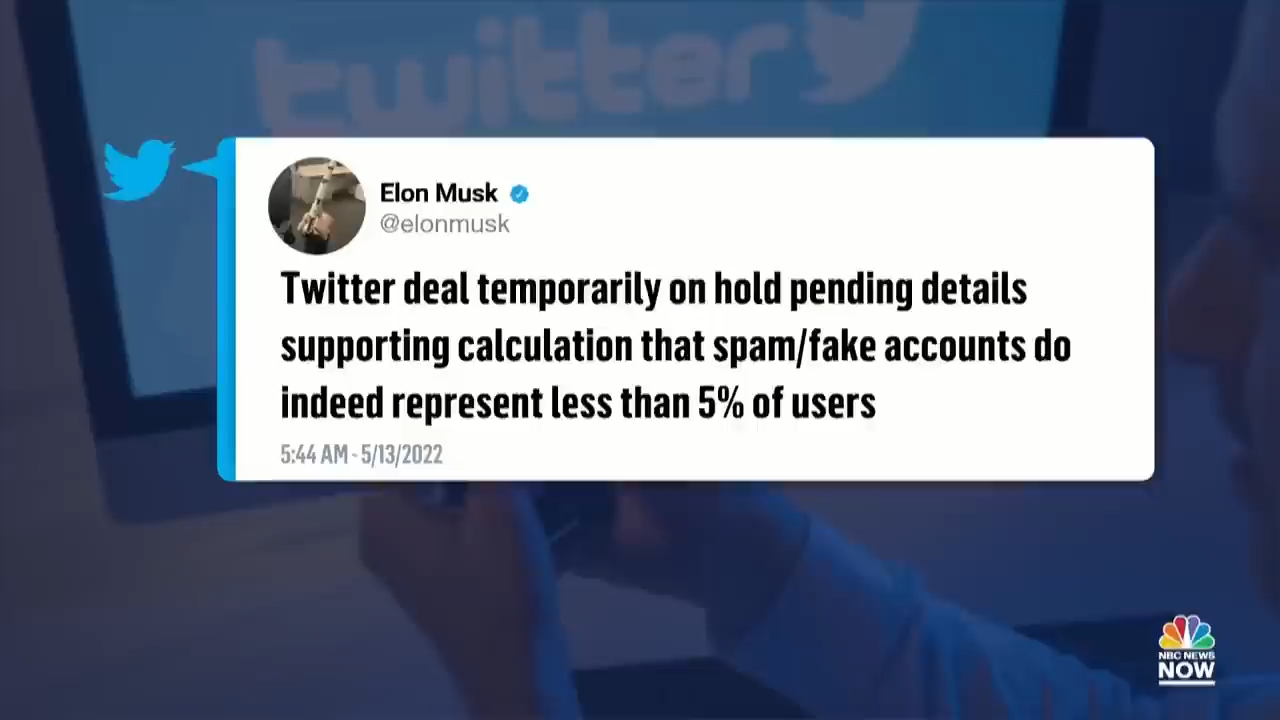 twitter
Elon Musk
@elonmusk
Twitter deal temporarily on hold pending details
supporting calculation that spam/fake accounts do
indeed represent less than 5% of users
5:44 AM - 5/13/2022
NBC NEWS
NOW